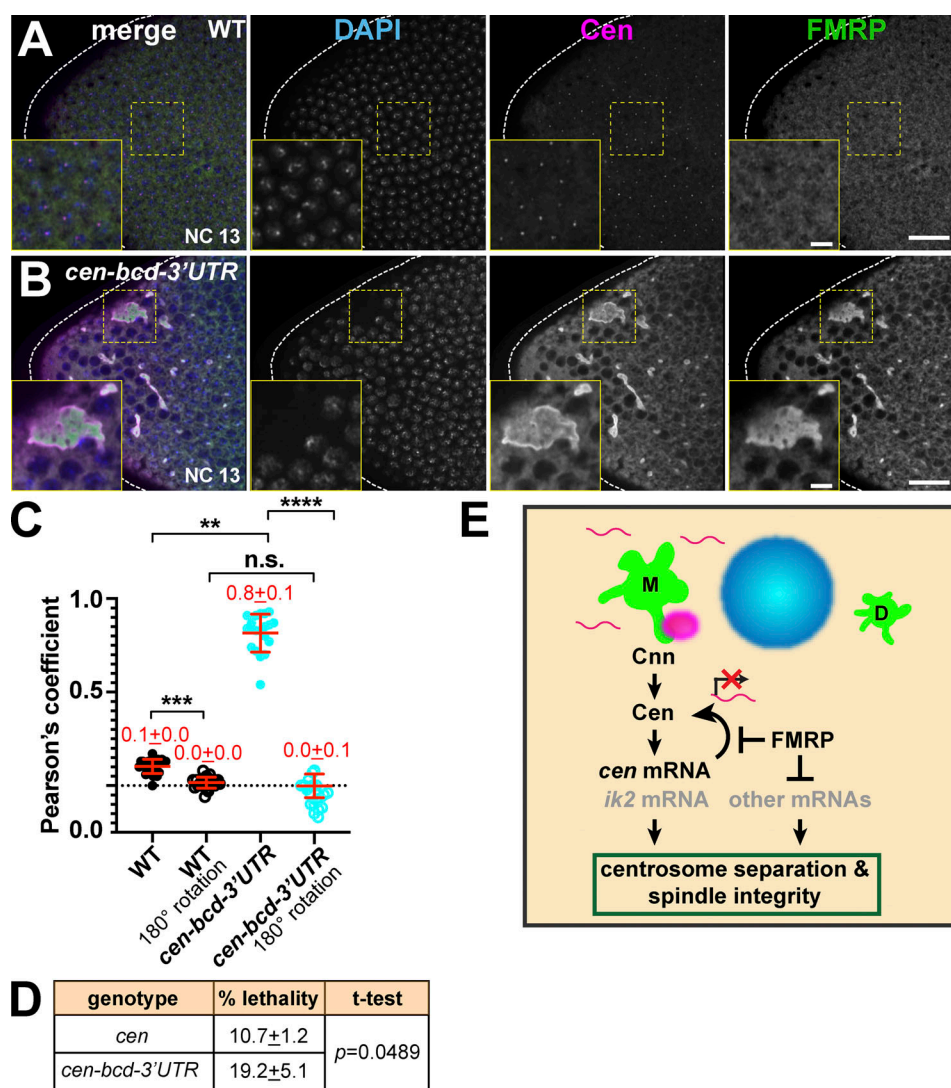 A
merge WT
DAPI
Cen
FMRP
NC 13
B
cen-bcd-3'UTR
NC 13
C
****
**
n.s.
0.8±0.1
***
0.1±0.0
0.0±0.0
0.0±0.1
1.0
0.5
0.0
Pearson's coefficient
WT
WT
180° rotation
cen-bcd-3'UTR
cen-bcd-3'UTR
180° rotation
D
genotype % lethality t-test
cen 10.7±1.2
p=0.0489
cen-bcd-3'UTR 19.2±5.1
E
M
D
Cnn
Cen
FMRP
cen mRNA
ik2 mRNA other mRNAs
centrosome separation &
spindle integrity